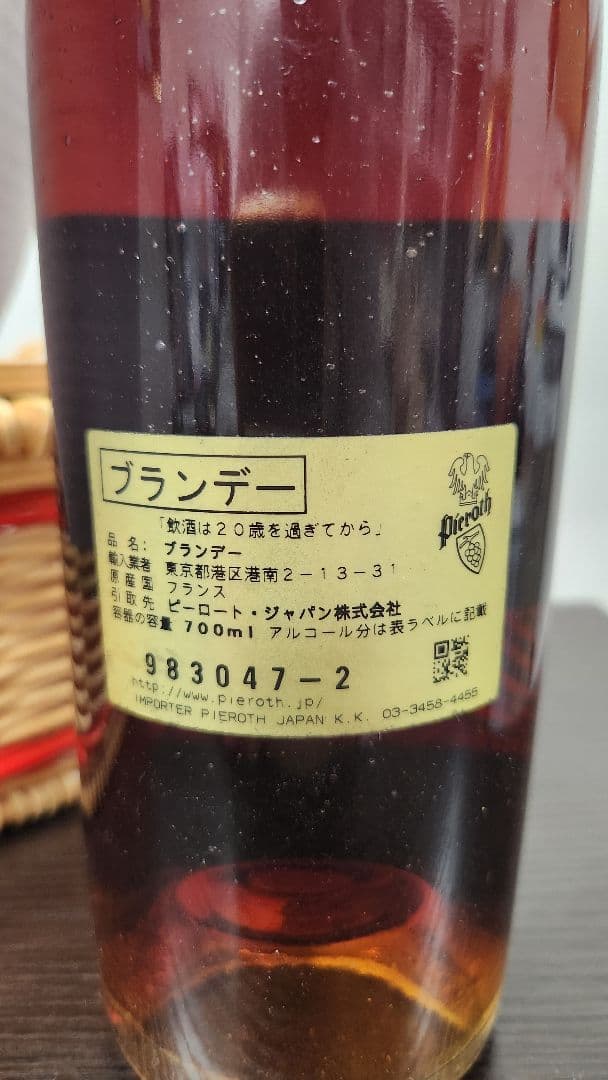 ブランデー
Pieroth
「飲酒は20歳を過ぎてから」
品 名: ブランデー
輸入業者 東京都港区港南2-13-31
原産国 フランス
引取先 ピーロート・ジャパン株式会社
容器の容量 700ml アルコール分は表ラベルに記載
983047-2
http://www.pieroth.jp/
IMPORTER PIEROTH JAPAN K.K. 03-3458-4455